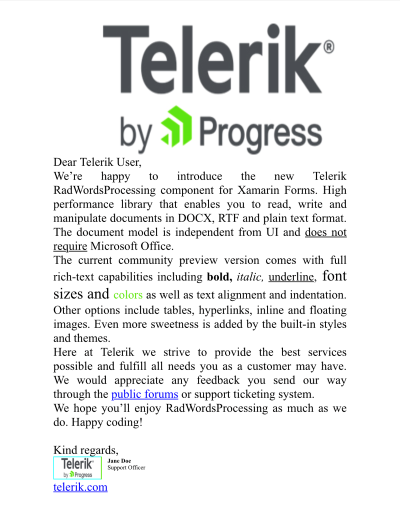 Telerik®
by Progress
Dear Telerik User,
We're happy to introduce the new Telerik
RadWordsProcessing component for Xamarin Forms. High
performance library that enables you to read, write and
manipulate documents in DOCX, RTF and plain text format.
The document model is independent from UI and does not
require Microsoft Office.
The current community preview version comes with full
rich-text capabilities including bold, italic, underline, font
sizes and colors as well as text alignment and indentation.
Other options include tables, hyperlinks, inline and floating
images. Even more sweetness is added by the built-in styles
and themes.
Here at Telerik we strive to provide the best services
possible and fulfill all needs you as a customer may have.
We would appreciate any feedback you send our way
through the public forums or support ticketing system.
We hope you'll enjoy RadWordsProcessing as much as we
do. Happy coding!
Kind regards,
Telerik
by Progress
Jane Doe
Support Officer
telerik.com